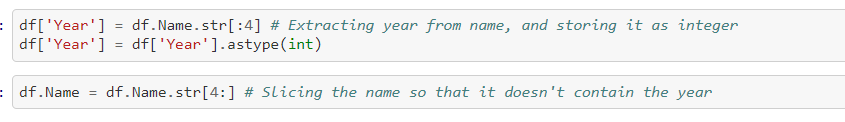 : df['Year'] = df.Name.str[:4] # Extracting year from name, and storing it as integer
df['Year'] = df['Year'].astype(int)
: df.Name = df.Name.str[4:] # Slicing the name so that it doesn't contain the year